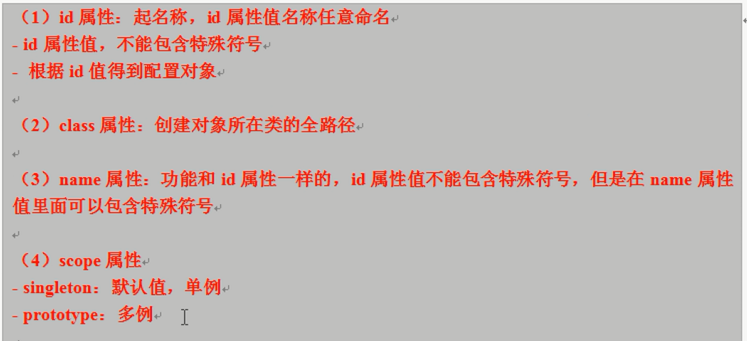 （1）id 属性：起名称，id 属性值名称任意命名
- id 属性值，不能包含特殊符号
- 根据 id 值得到配置对象
（2）class 属性：创建对象所在类的全路径
（3）name 属性：功能和 id 属性一样的，id 属性值不能包含特殊符号，但是在 name 属性
值里面可以包含特殊符号
（4）scope 属性
- singleton：默认值，单例
- prototype：多例